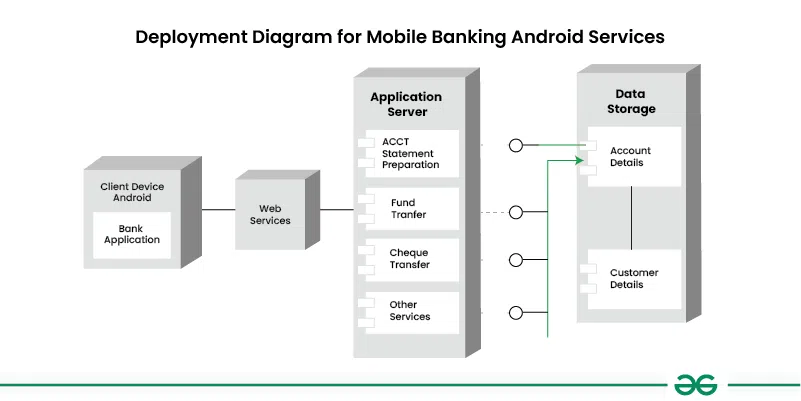 Deployment Diagram for Mobile Banking Android Services
Application
Server
Data
Storage
ACCT
Statement
Preparation
Account
Details
Client Device
Android
Bank
Application
Web
Services
Fund
Tranfer
Cheque
Transfer
Customer
Details
Other
Services